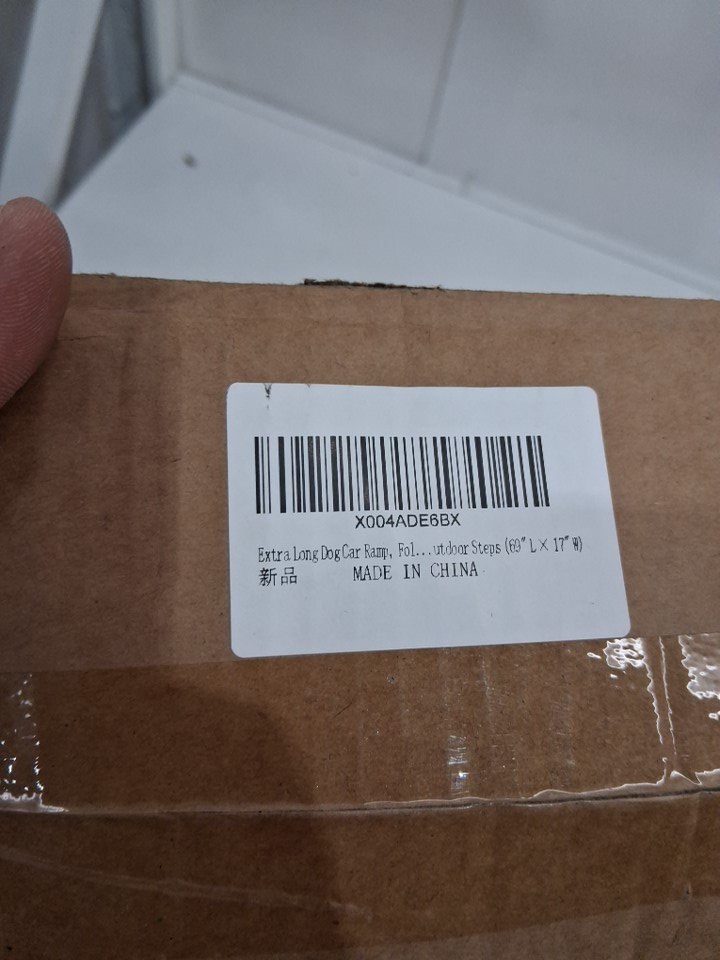 X004ADE6BX
Extra Long Dog Car Ramp, Fol...utdoor Steps (69" L × 17" W)
新品 MADE IN CHINA